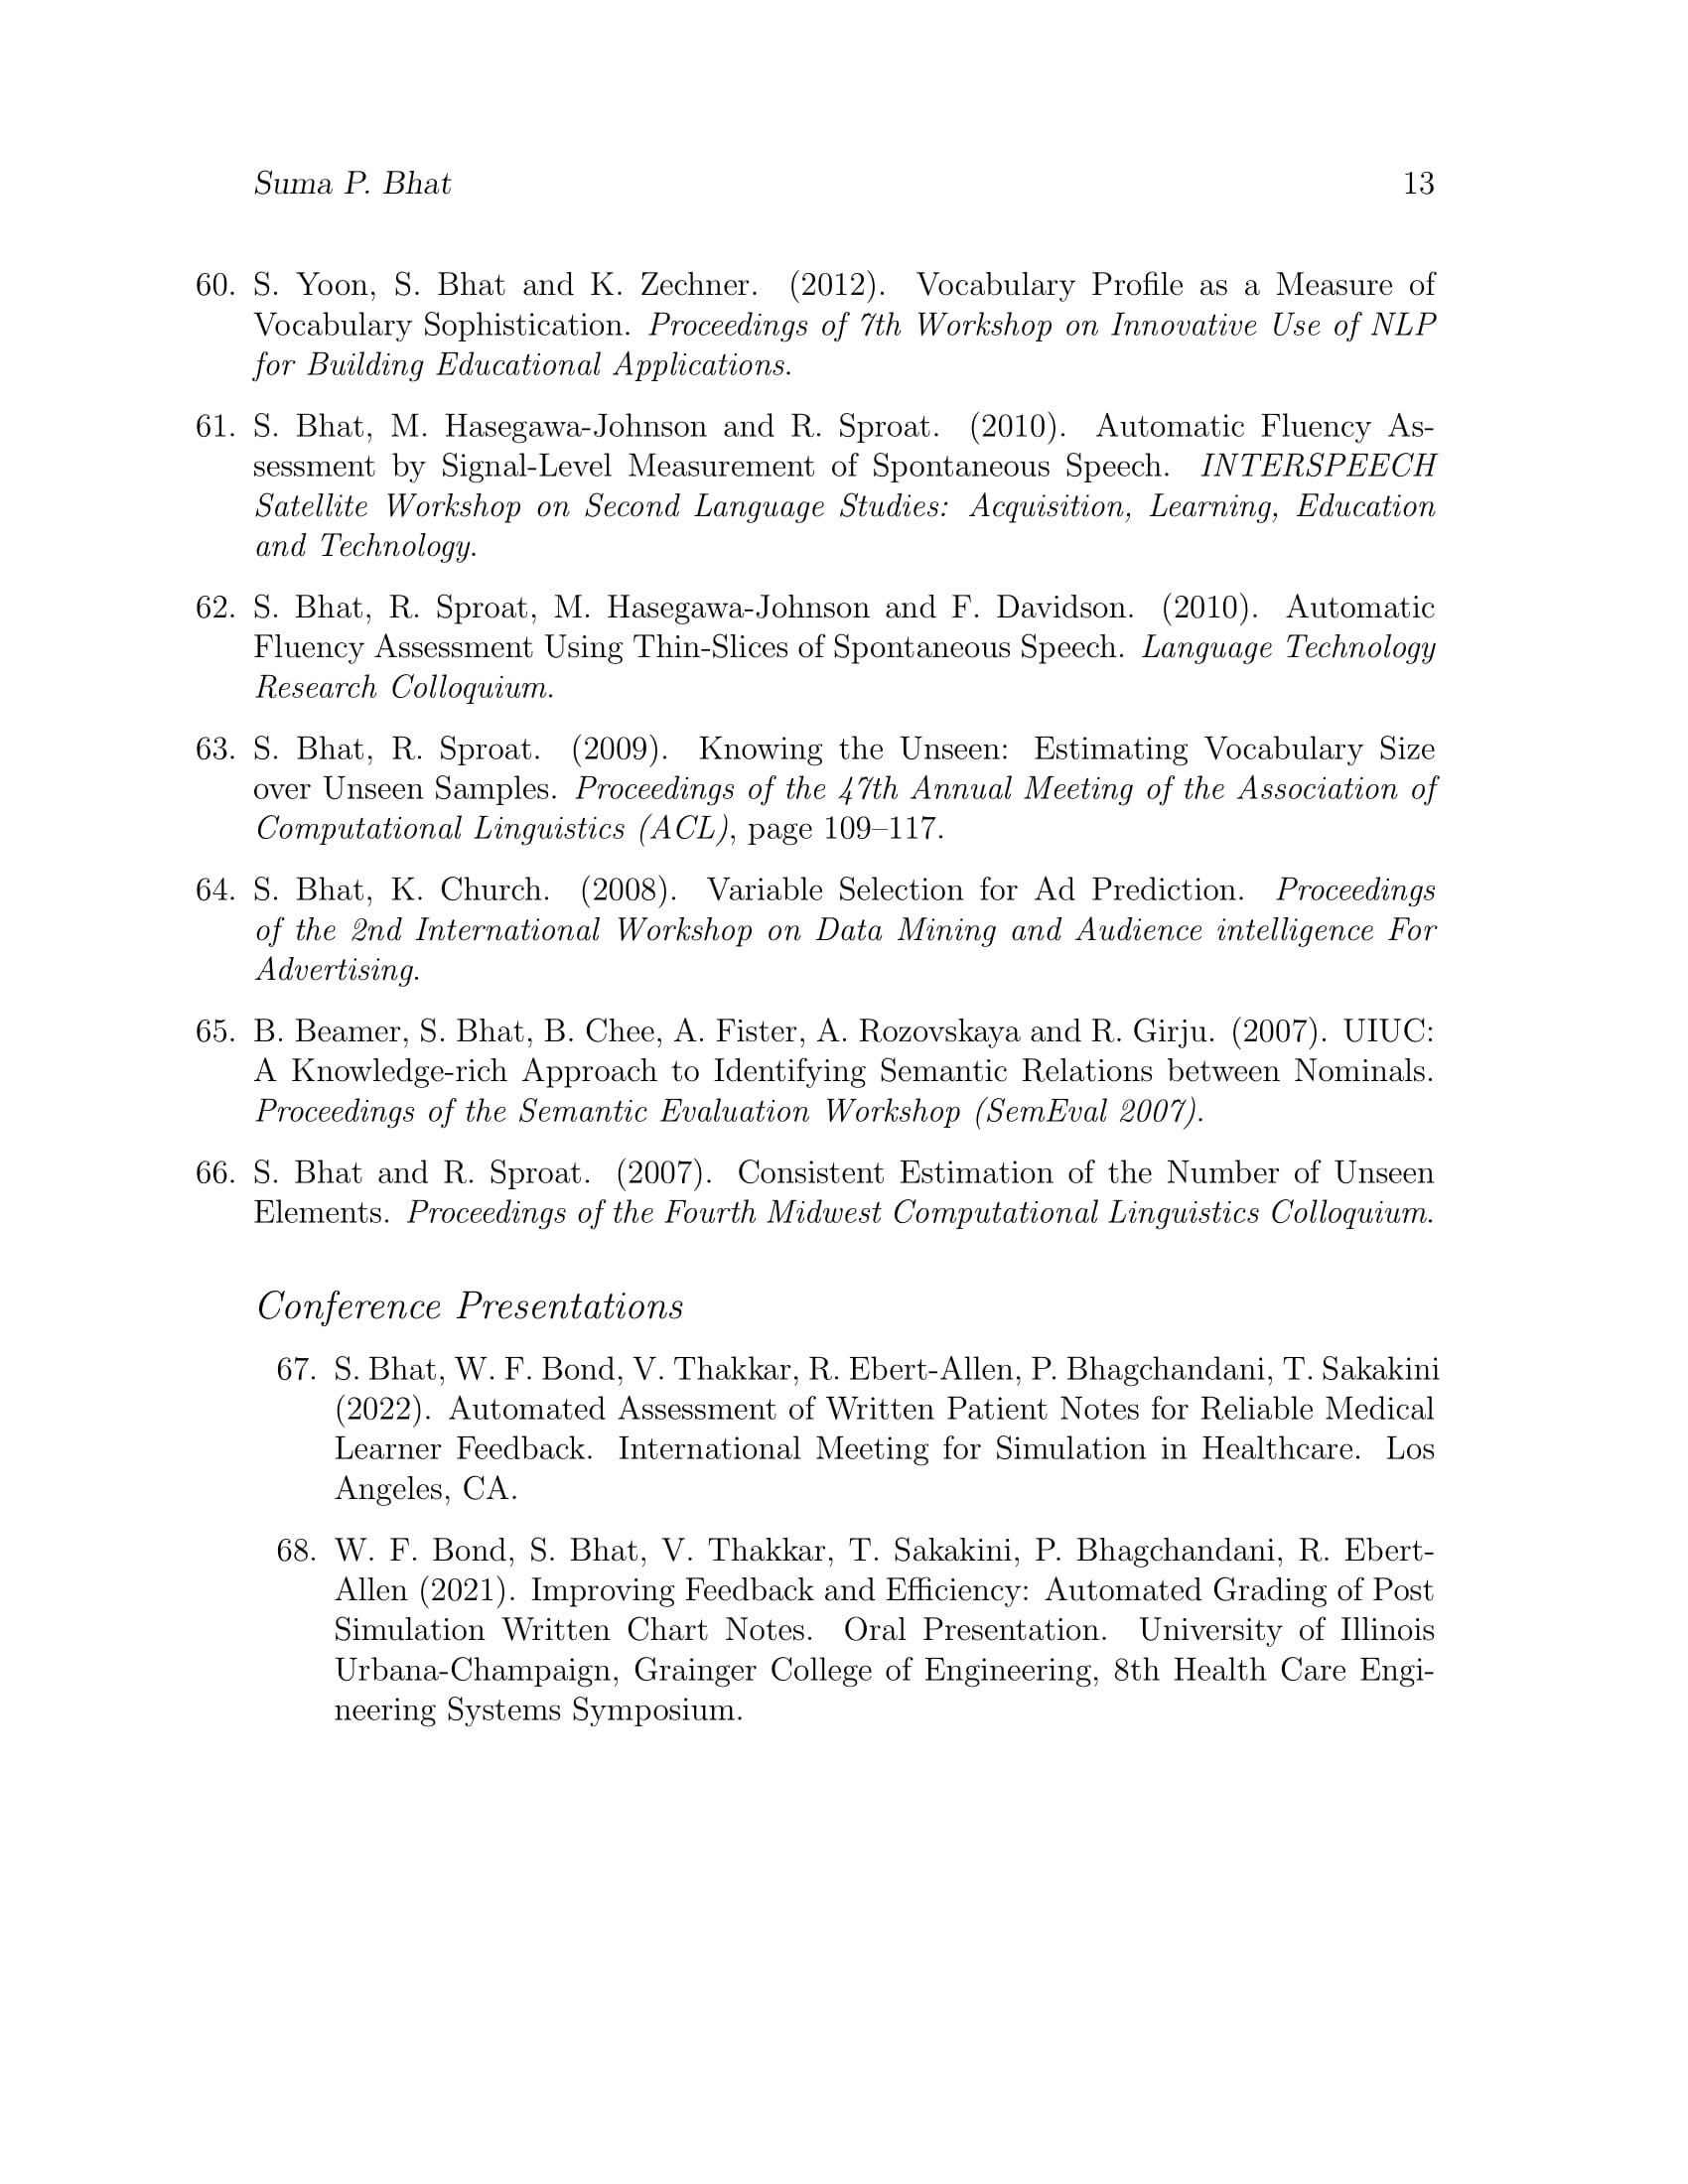 Suma P. Bhat 13
60. S. Yoon, S. Bhat and K. Zechner. (2012). Vocabulary Profile as a Measure of
Vocabulary Sophistication. Proceedings of 7th Workshop on Innovative Use of NLP
for Building Educational Applications.
61. S. Bhat, M. Hasegawa-Johnson and R. Sproat. (2010). Automatic Fluency As-
sessment by Signal-Level Measurement of Spontaneous Speech. INTERSPEECH
Satellite Workshop on Second Language Studies: Acquisition, Learning, Education
and Technology.
62. S. Bhat, R. Sproat, M. Hasegawa-Johnson and F. Davidson. (2010). Automatic
Fluency Assessment Using Thin-Slices of Spontaneous Speech. Language Technology
Research Colloquium.
63. S. Bhat, R. Sproat. (2009). Knowing the Unseen: Estimating Vocabulary Size
over Unseen Samples. Proceedings of the 47th Annual Meeting of the Association of
Computational Linguistics (ACL), page 109–117.
64. S. Bhat, K. Church. (2008). Variable Selection for Ad Prediction. Proceedings
of the 2nd International Workshop on Data Mining and Audience intelligence For
Advertising.
65. B. Beamer, S. Bhat, B. Chee, A. Fister, A. Rozovskaya and R. Girju. (2007). UIUC:
A Knowledge-rich Approach to Identifying Semantic Relations between Nominals.
Proceedings of the Semantic Evaluation Workshop (SemEval 2007).
66. S. Bhat and R. Sproat. (2007). Consistent Estimation of the Number of Unseen
Elements. Proceedings of the Fourth Midwest Computational Linguistics Colloquium.
Conference Presentations
67. S. Bhat, W. F. Bond, V. Thakkar, R. Ebert-Allen, P. Bhagchandani, T. Sakakini
(2022). Automated Assessment of Written Patient Notes for Reliable Medical
Learner Feedback. International Meeting for Simulation in Healthcare. Los
Angeles, CA.
68. W. F. Bond, S. Bhat, V. Thakkar, T. Sakakini, P. Bhagchandani, R. Ebert-
Allen (2021). Improving Feedback and Efficiency: Automated Grading of Post
Simulation Written Chart Notes. Oral Presentation. University of Illinois
Urbana-Champaign, Grainger College of Engineering, 8th Health Care Engi-
neering Systems Symposium.